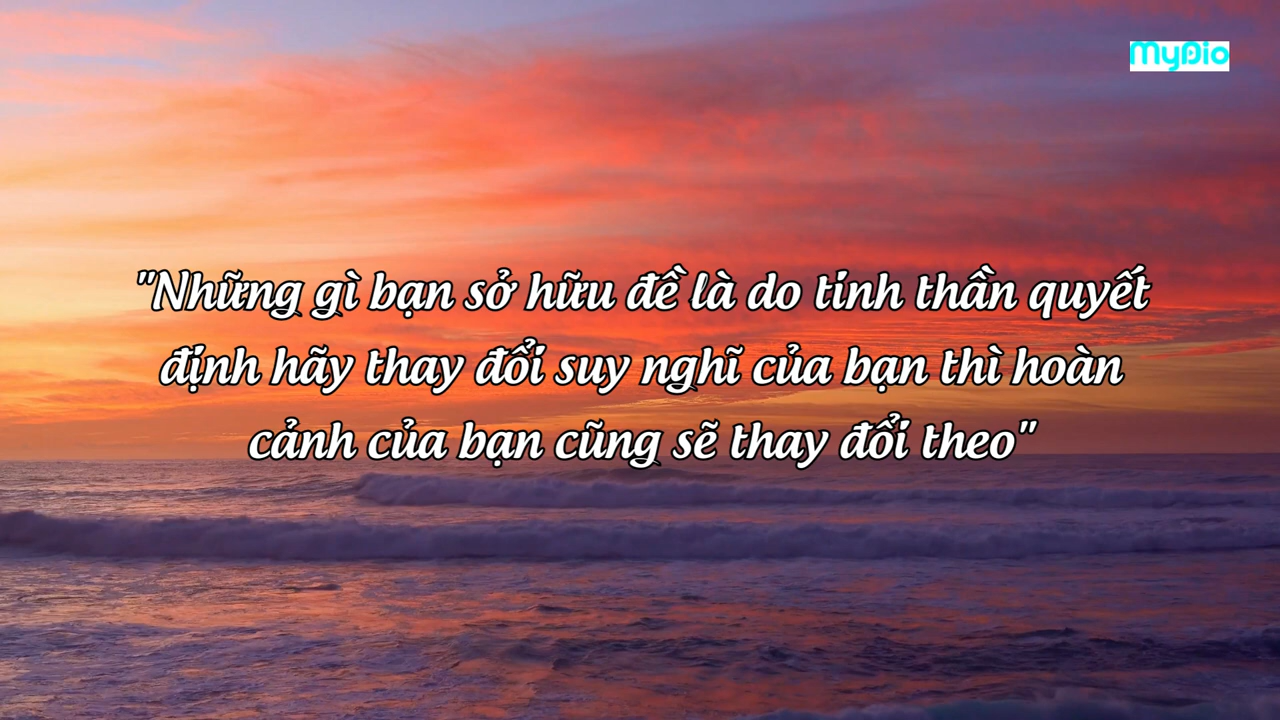 MyDio
"Những gì bạn sở hữu đề là do tinh thần quyết
định hãy thay đổi suy nghĩ của bạn thì hoàn
cảnh của bạn cũng sẽ thay đổi theo"